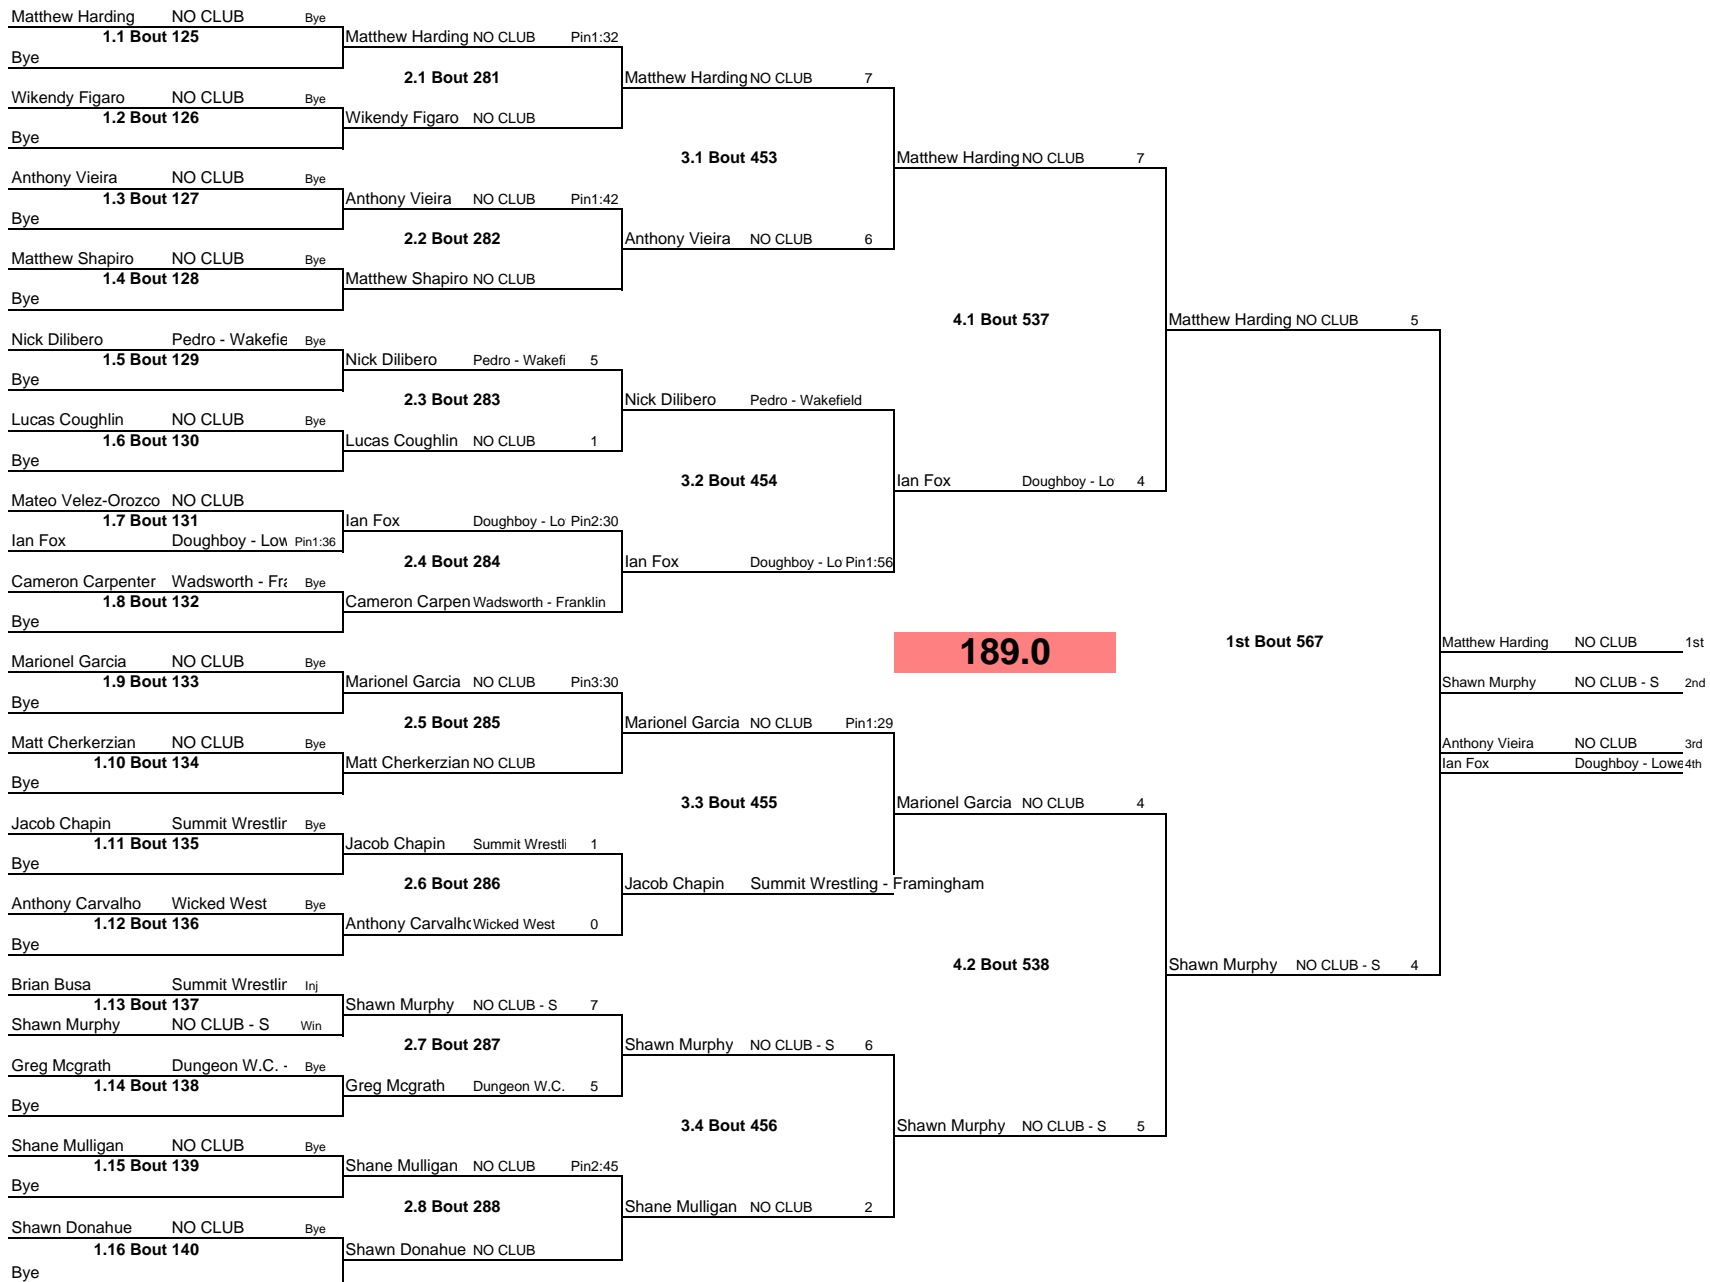 Matthew Harding NO CLUB Bye
1.1 Bout 125
Bye
Wikendy Figaro NO CLUB Bye
1.2 Bout 126
Bye
Anthony Vieira NO CLUB Bye
1.3 Bout 127
Bye
Matthew Shapiro NO CLUB Bye
1.4 Bout 128
Bye
Nick Dilibero Pedro - Wakefie Bye
1.5 Bout 129
Bye
Lucas Coughlin NO CLUB Bye
1.6 Bout 130
Bye
Mateo Velez-Orozco NO CLUB
1.7 Bout 131
Ian Fox Doughboy - Low Pin1:36
Cameron Carpenter Wadsworth - Fra Bye
1.8 Bout 132
Bye
Marionel Garcia NO CLUB Bye
1.9 Bout 133
Bye
Matt Cherkerzian NO CLUB Bye
1.10 Bout 134
Bye
Jacob Chapin Summit Wrestlin Bye
1.11 Bout 135
Bye
Anthony Carvalho Wicked West Bye
1.12 Bout 136
Bye
Brian Busa Summit Wrestlin Inj
1.13 Bout 137
Shawn Murphy NO CLUB - S Win
Greg Mcgrath Dungeon W.C. - Bye
1.14 Bout 138
Bye
Shane Mulligan NO CLUB Bye
1.15 Bout 139
Bye
Shawn Donahue NO CLUB Bye
1.16 Bout 140
Bye
Matthew Harding NO CLUB Pin1:32
2.1 Bout 281
Wikendy Figaro NO CLUB
Anthony Vieira NO CLUB Pin1:42
2.2 Bout 282
Matthew Shapiro NO CLUB
Nick Dilibero Pedro - Wakefi 5
2.3 Bout 283
Lucas Coughlin NO CLUB 1
Ian Fox Doughboy - Lo Pin2:30
2.4 Bout 284
Cameron Carpen Wadsworth - Franklin
Marionel Garcia NO CLUB Pin3:30
2.5 Bout 285
Matt Cherkerzian NO CLUB
Jacob Chapin Summit Wrestli 1
2.6 Bout 286
Anthony Carvalho Wicked West 0
Shawn Murphy NO CLUB - S 7
2.7 Bout 287
Greg Mcgrath Dungeon W.C. 5
Shane Mulligan NO CLUB Pin2:45
2.8 Bout 288
Shawn Donahue NO CLUB
Matthew Harding NO CLUB 7
3.1 Bout 453
Anthony Vieira NO CLUB 6
Nick Dilibero Pedro - Wakefield
3.2 Bout 454
Ian Fox Doughboy - Lo Pin1:56
Marionel Garcia NO CLUB Pin1:29
3.3 Bout 455
Jacob Chapin Summit Wrestling - Framingham
Shawn Murphy NO CLUB - S 6
3.4 Bout 456
Shane Mulligan NO CLUB 2
Matthew Harding NO CLUB 7
4.1 Bout 537
Ian Fox Doughboy - Lo 4
189.0
Marionel Garcia NO CLUB 4
4.2 Bout 538
Shawn Murphy NO CLUB - S 5
Matthew Harding NO CLUB 5
1st Bout 567
Shawn Murphy NO CLUB - S 4
Matthew Harding NO CLUB 1st
Shawn Murphy NO CLUB - S 2nd
Anthony Vieira NO CLUB 3rd
Ian Fox Doughboy - Lowe 4th